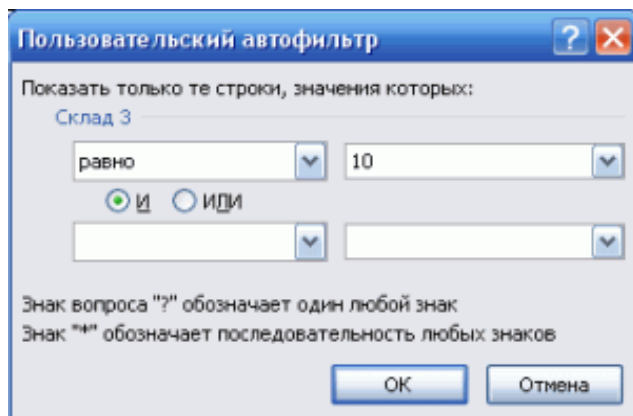 Пользовательский автофильтр
Показать только те строки, значения которых:
Склад 3
равно 10
И ИЛИ
Знак вопроса "?" обозначает один любой знак
Знак "*" обозначает последовательность любых знаков
ОК Отмена